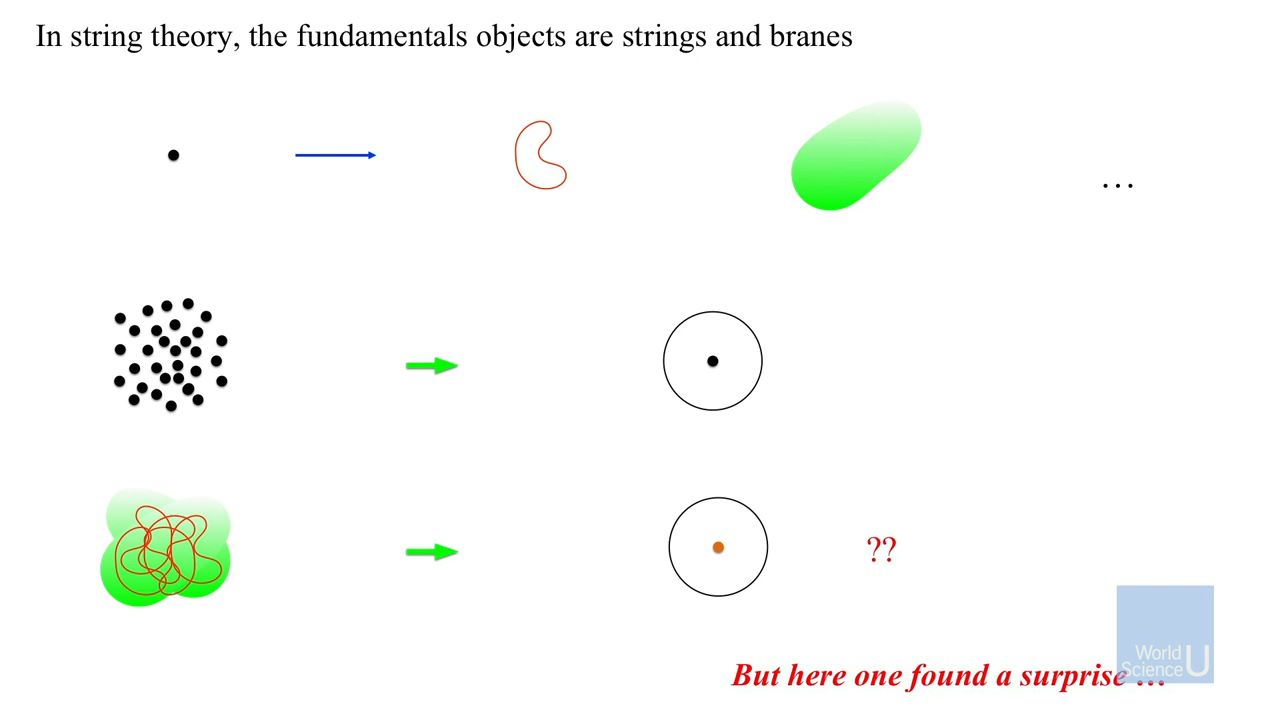 In string theory, the fundamentals objects are strings and branes
…
??
But here one found a surprise …
World
Science U